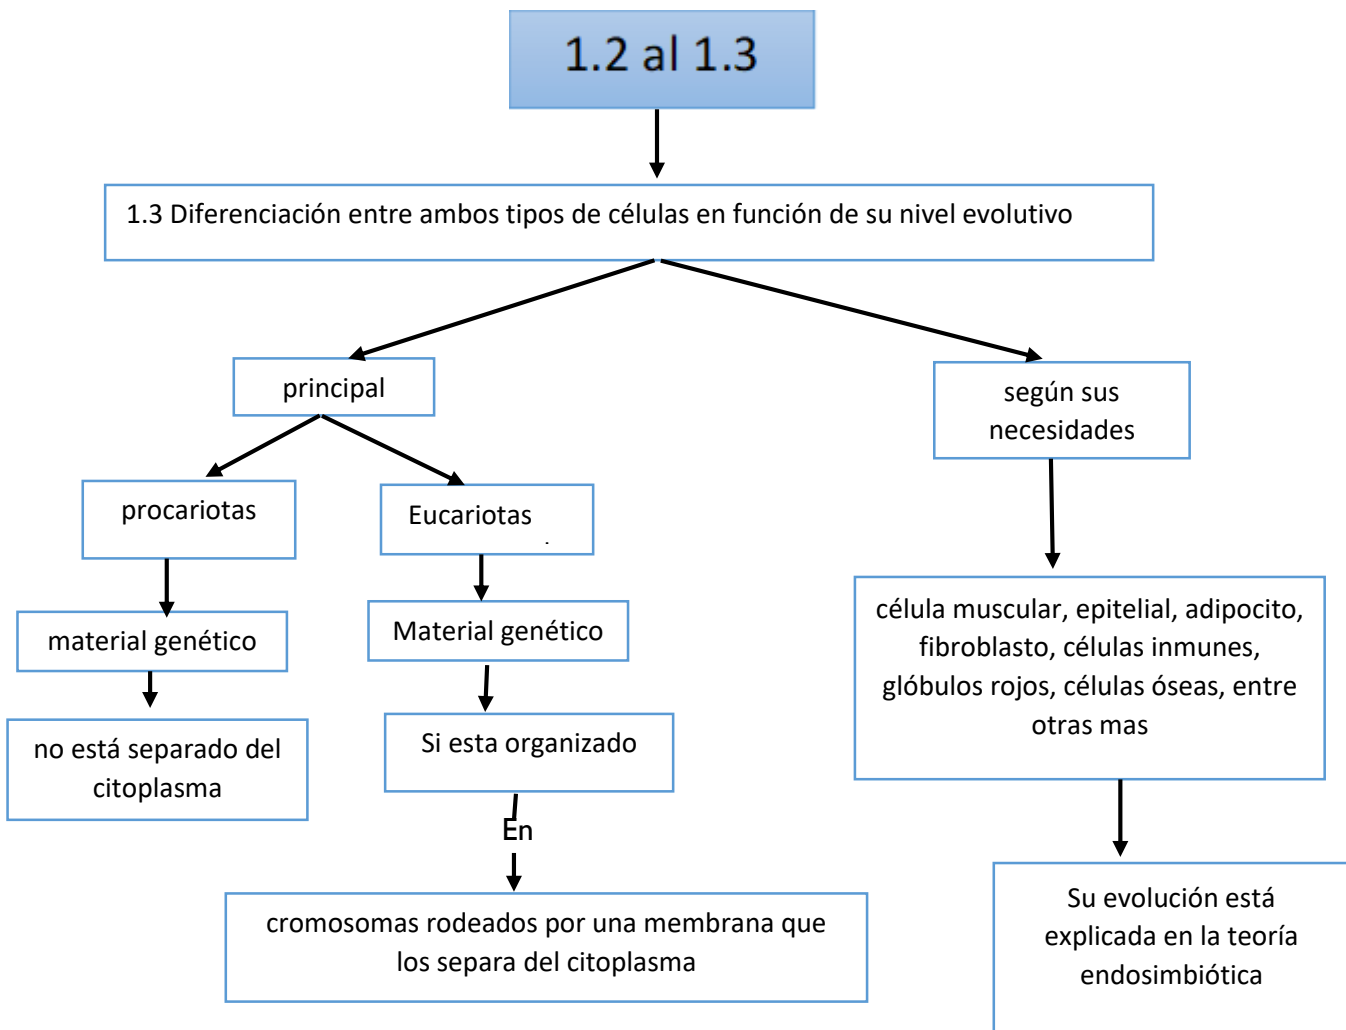 1.2 al 1.3
1.3 Diferenciación entre ambos tipos de células en función de su nivel evolutivo
principal
según sus
necesidades
procariotas
Eucariotas
.
material genético
Material genético
célula muscular, epitelial, adipocito,
fibroblasto, células inmunes,
glóbulos rojos, células óseas, entre
otras mas
no está separado del
citoplasma
Si esta organizado
En
cromosomas rodeados por una membrana que
los separa del citoplasma
Su evolución está
explicada en la teoría
endosimbiótica